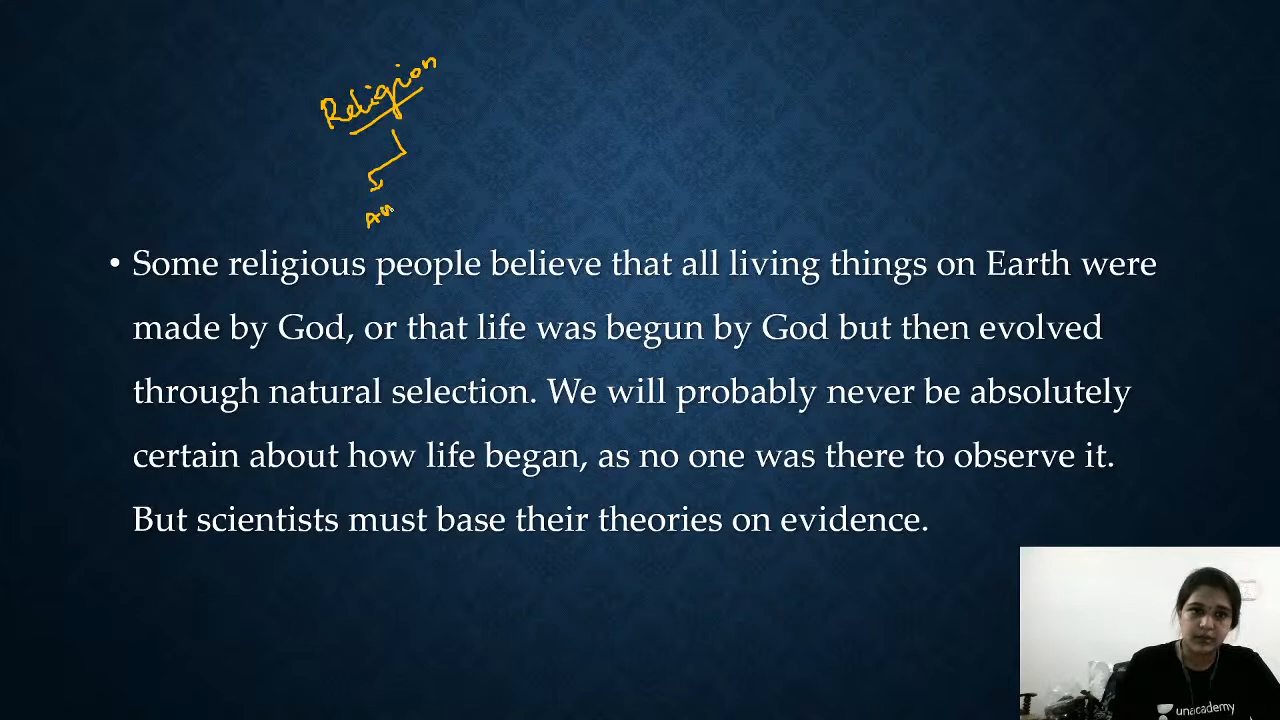 Religion
An
• Some religious people believe that all living things on Earth were
made by God, or that life was begun by God but then evolved
through natural selection. We will probably never be absolutely
certain about how life began, as no one was there to observe it.
But scientists must base their theories on evidence.
unacademy